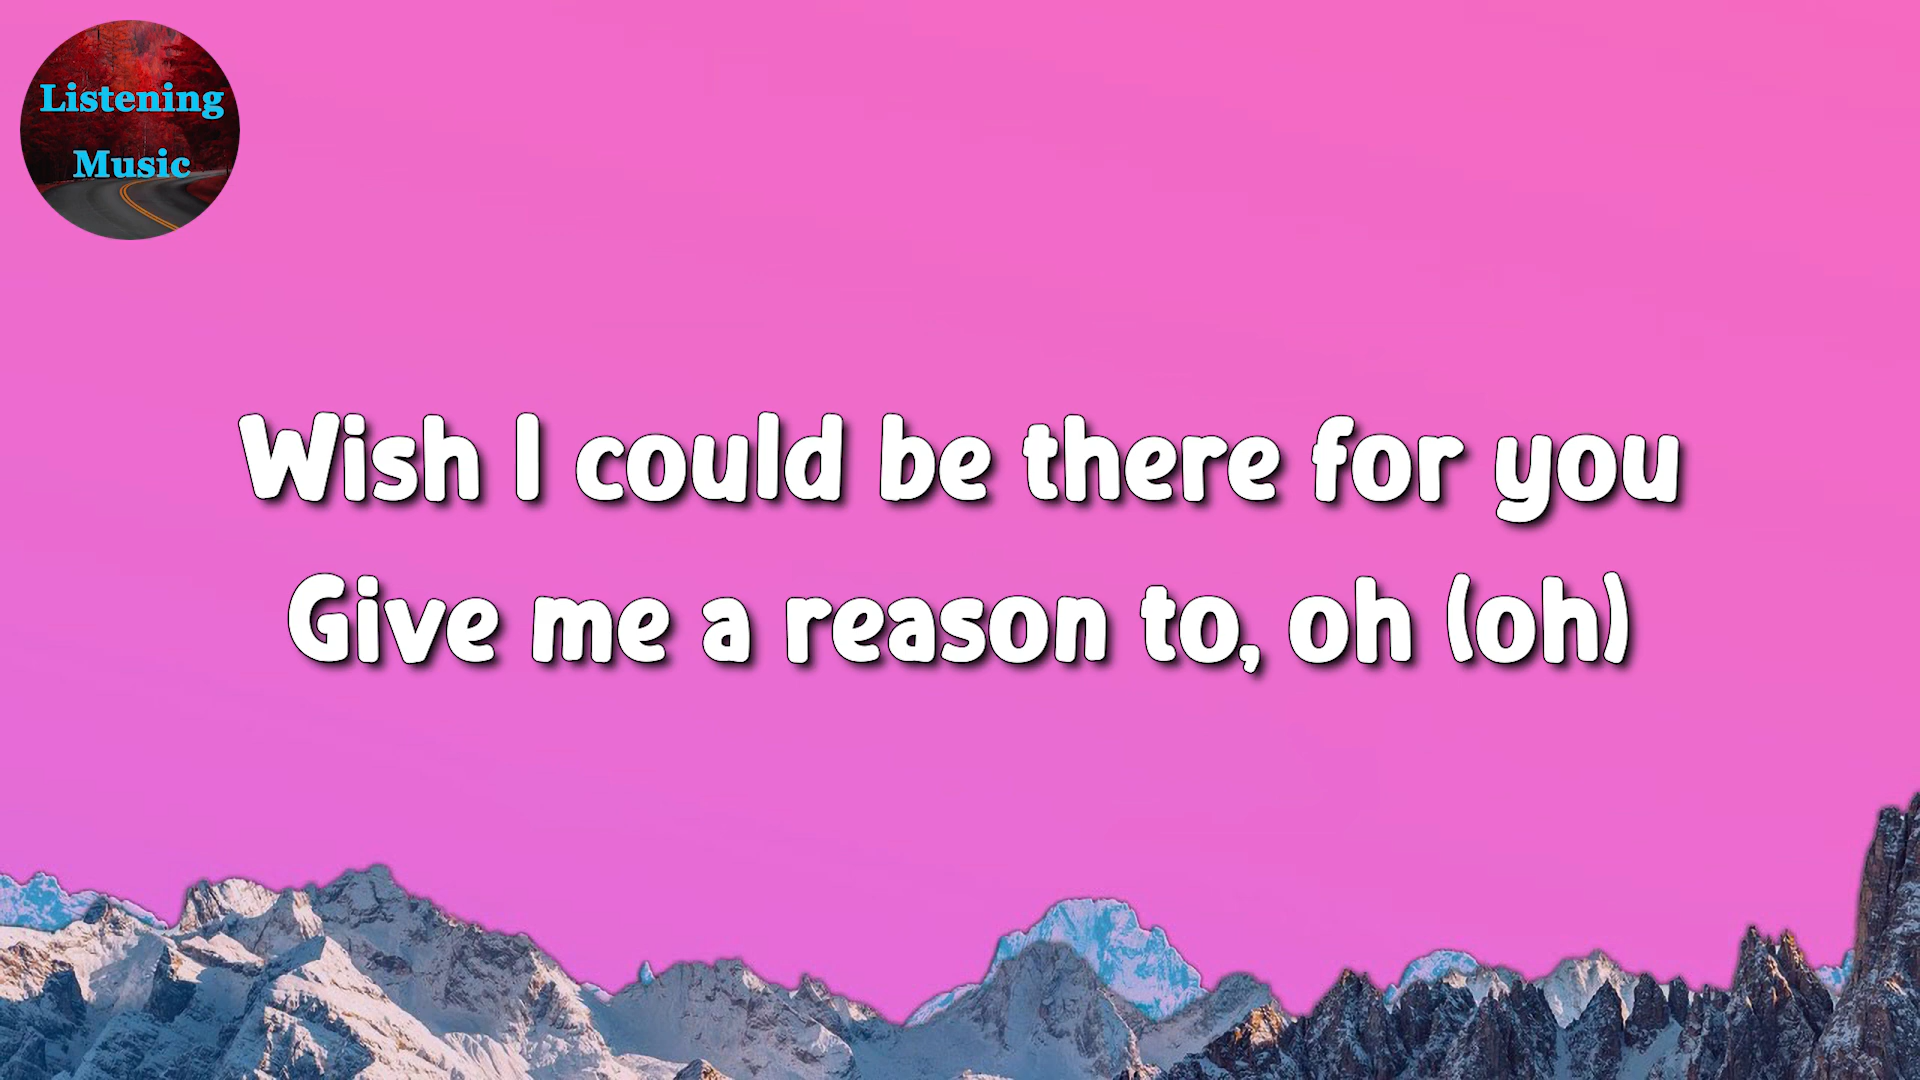 Listening
Music
Wish I could be there for you
Give me a reason to, oh (oh)